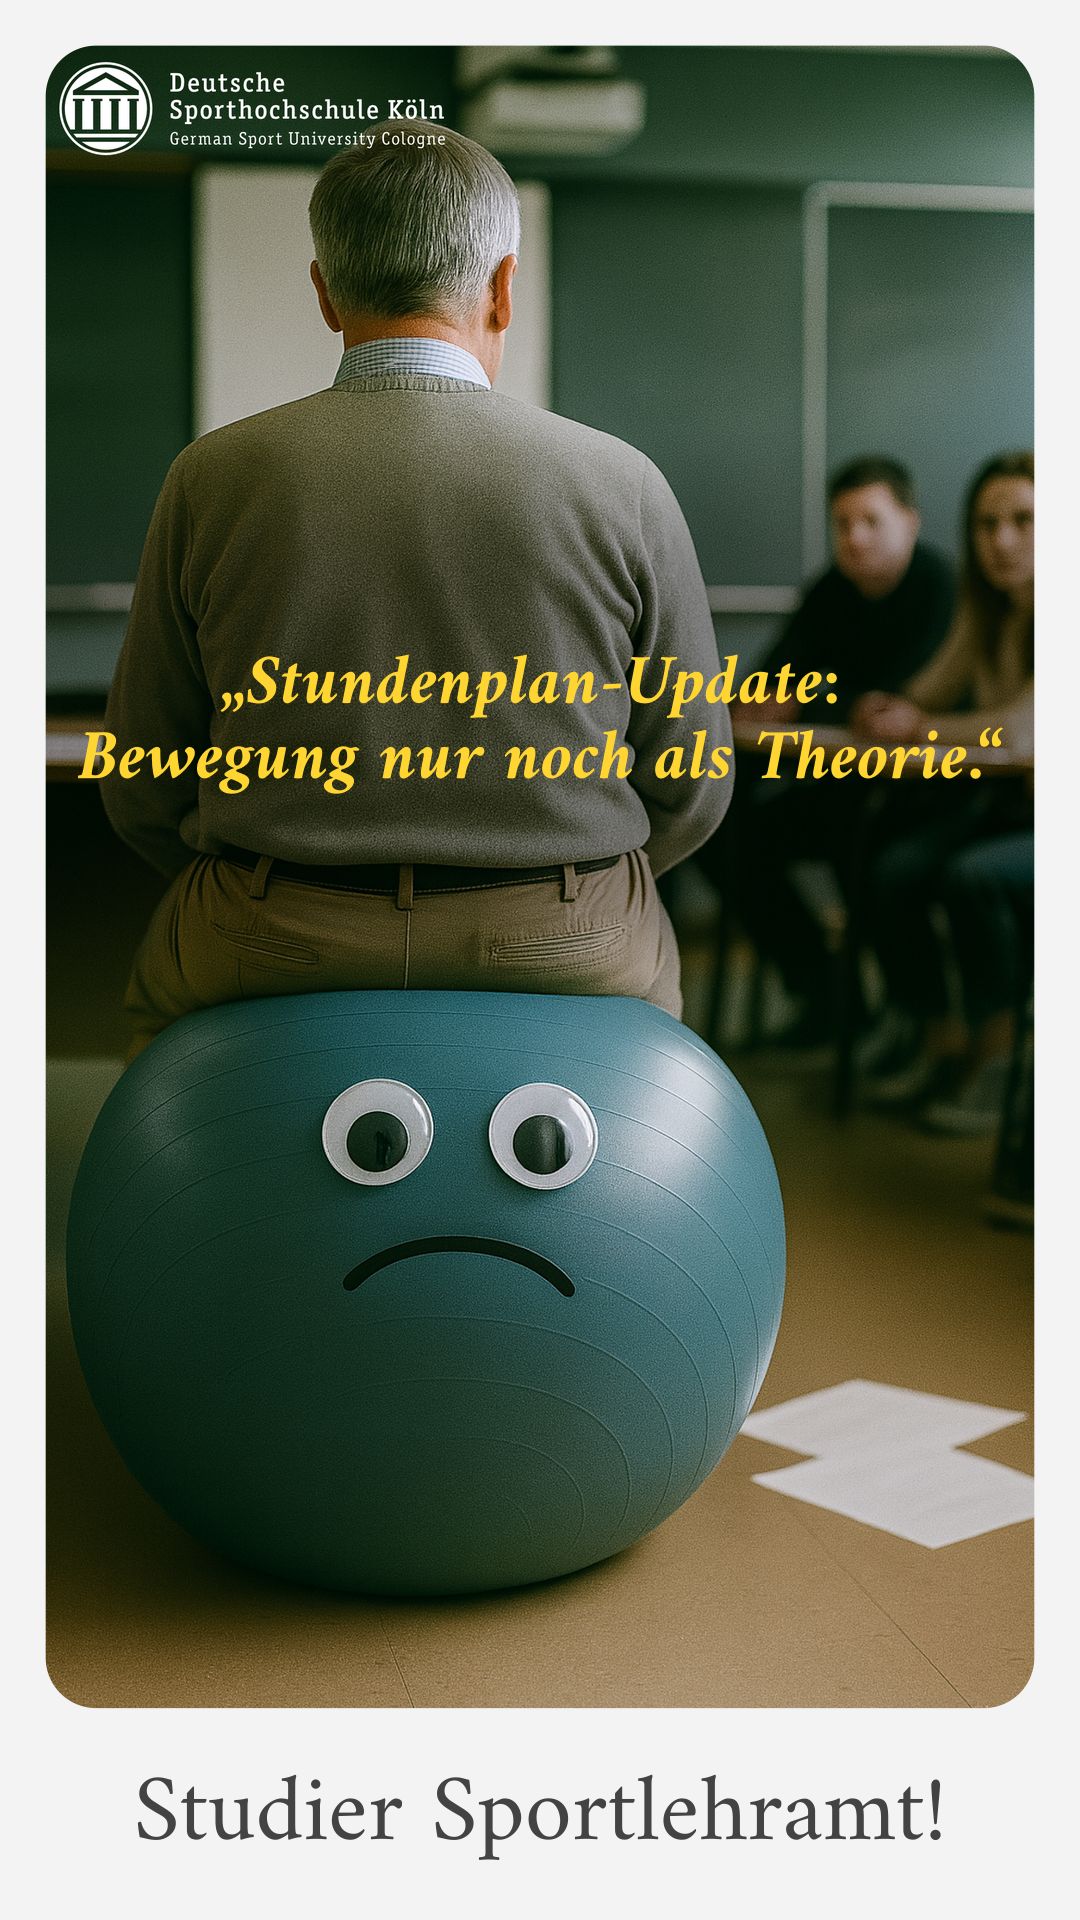 Deutsche
Sporthochschule Köln
German Sport University Cologne
„Stundenplan-Update:
Bewegung nur noch als Theorie.“
Studier Sportlehramt!